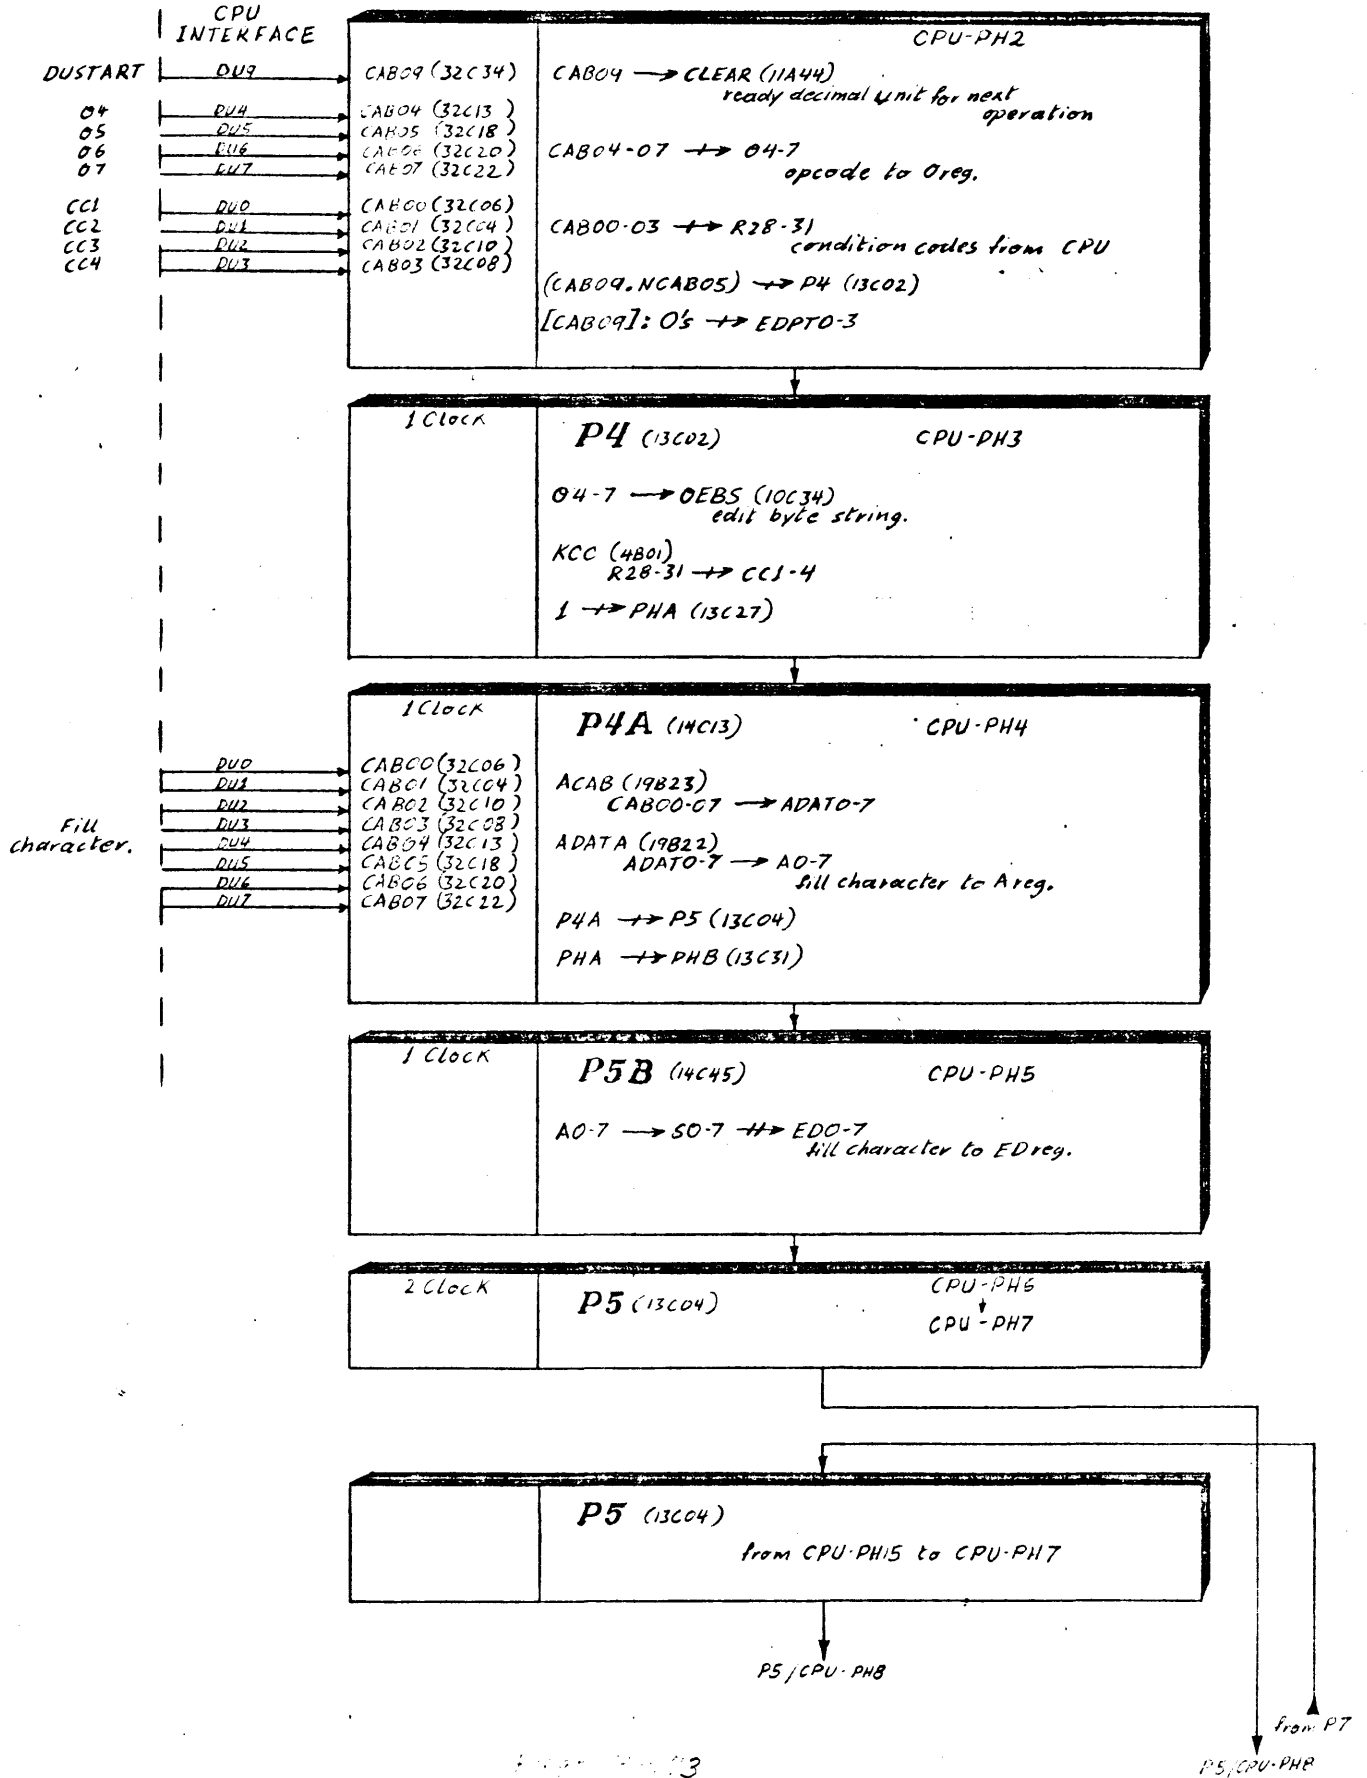 CPU
INTERFACE
CPU-PH2
DUSTART DU9 CAB09 (32C34) CAB09 → CLEAR (11A44)
ready decimal unit for next
operation
O4 DU4 CAB04 (32C13)
O5 DU5 CAB05 (32C18)
O6 DU6 CAB06 (32C20) CAB04-07 ↛ O4-7
O7 DU7 CAB07 (32C22) opcode to Oreg.
CC1 DU0 CAB00 (32C06)
CC2 DU1 CAB01 (32C04) CAB00-03 ↛ R28-31
CC3 DU2 CAB02 (32C10) condition codes from CPU
CC4 DU3 CAB03 (32C08)
(CAB09.NCAB05) ↛ P4 (13C02)
[CAB09]: O's ↛ EDPT0-3
1 Clock P4 (13C02) CPU-PH3
O4-7 → OEBS (10C34)
edit byte string.
KCC (4B01)
R28-31 ↛ CC1-4
1 ↛ PHA (13C27)
1 Clock P4A (14C13) CPU-PH4
DU0 CAB00 (32C06) ACAB (19B23)
DU1 CAB01 (32C04) CAB00-07 → ADAT0-7
DU2 CAB02 (32C10)
Fill DU3 CAB03 (32C08) ADATA (19B22)
character. DU4 CAB04 (32C13) ADAT0-7 → A0-7
DU5 CAB05 (32C18) fill character to A reg.
DU6 CAB06 (32C20)
DU7 CAB07 (32C22)
P4A ↛ P5 (13C04)
PHA ↛ PHB (13C31)
1 Clock P5B (14C45) CPU-PH5
A0-7 → S0-7 ⇸ ED0-7
fill character to ED reg.
2 Clock P5 (13C04) CPU-PH6
↓
CPU-PH7
P5 (13C04)
from CPU-PH15 to CPU-PH7
P5/CPU-PH8
from P7
P5/CPU-PH8